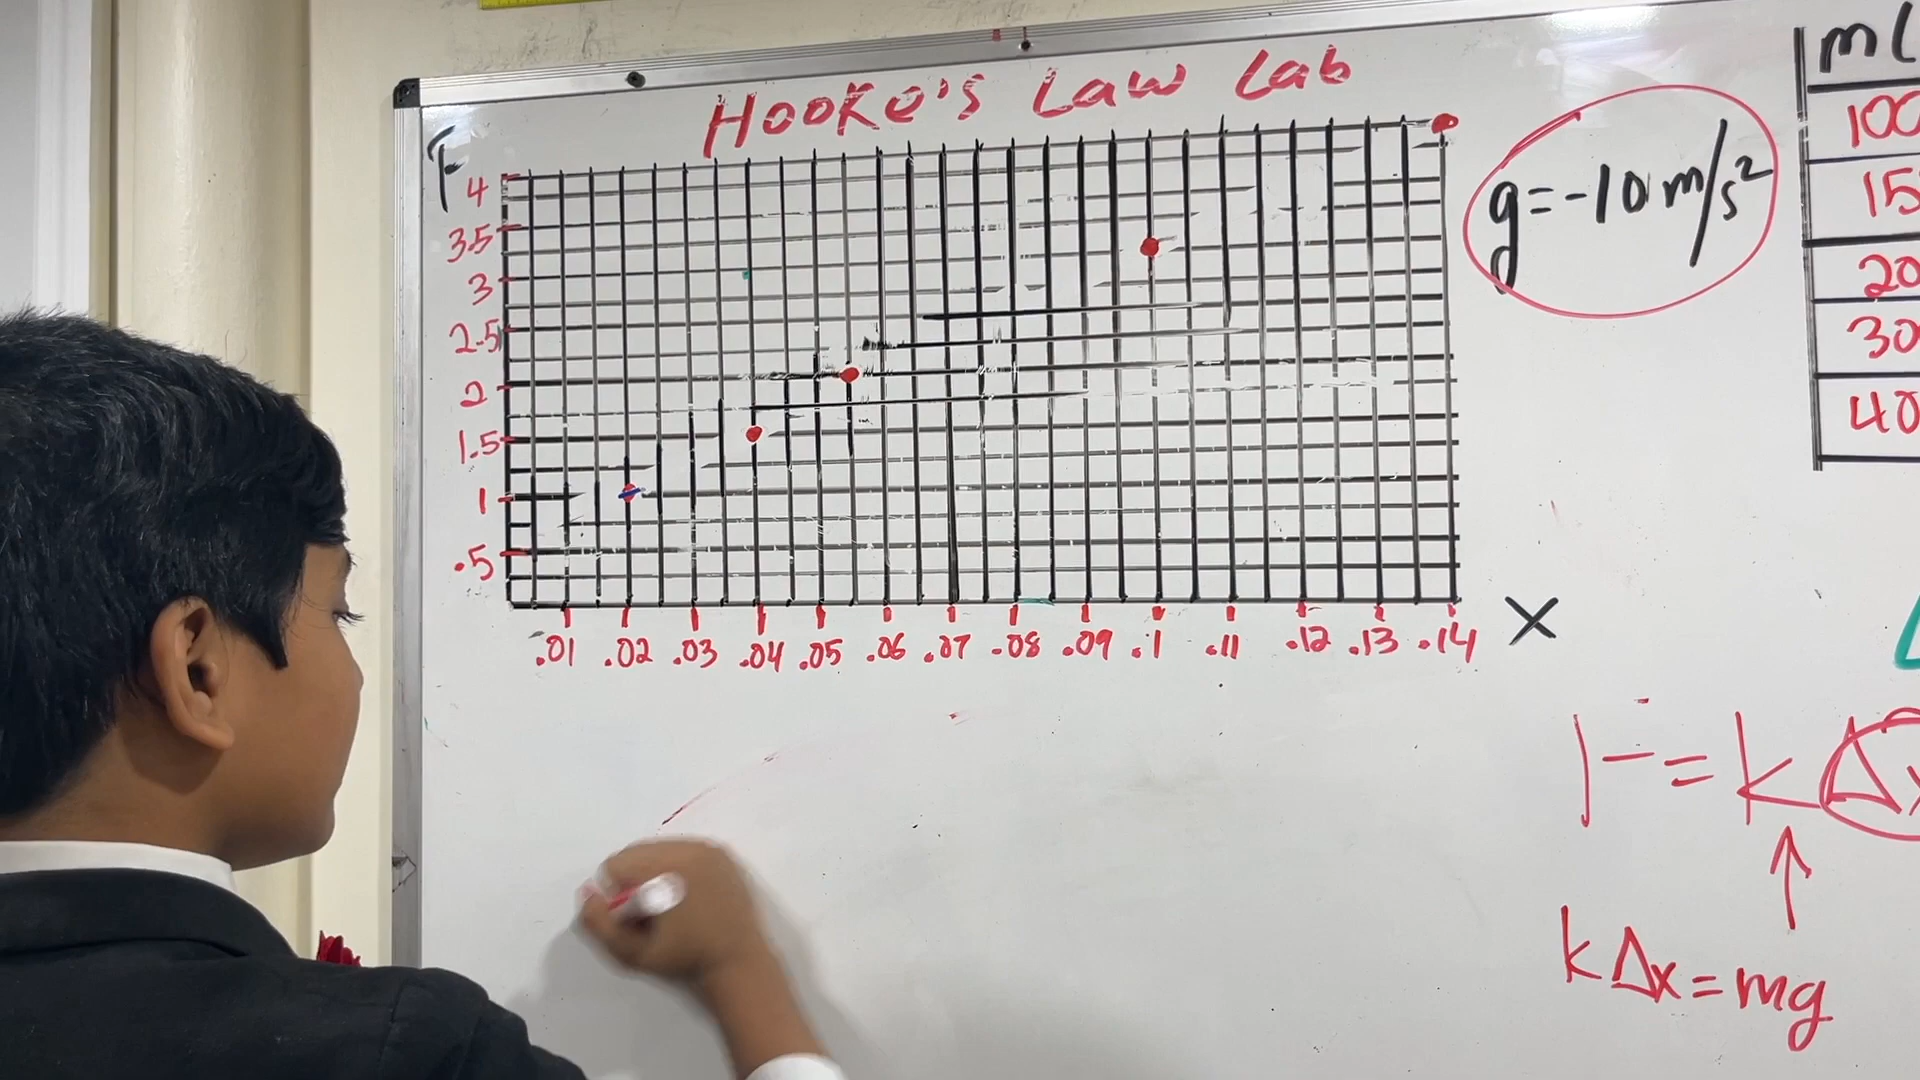 Hooke's Law Lab
F
4
3.5
3
2.5
2
1.5
1
.5
.01 .02 .03 .04 .05 .06 .07 .08 .09 .1 .11 .12 .13 .14
X
g=-10 m/s²
m(
100
15
20
30
40
F=kΔx
kΔx=mg